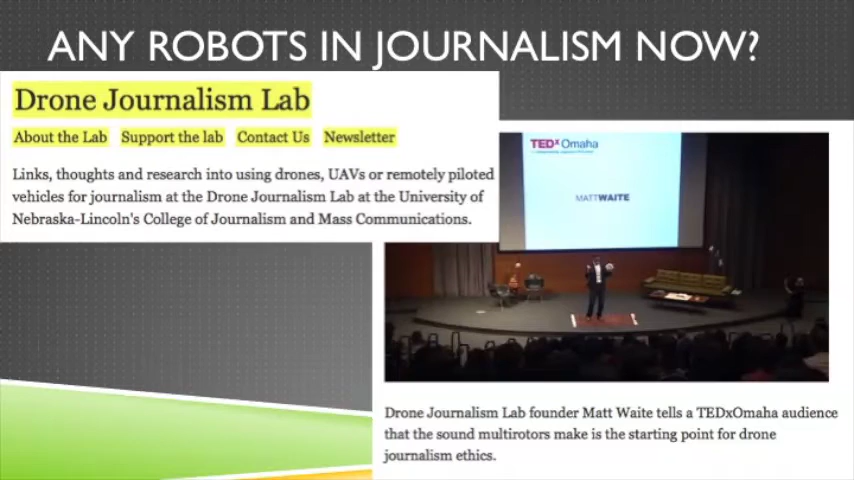 ANY ROBOTS IN JOURNALISM NOW?
Drone Journalism Lab
About the Lab Support the lab Contact Us Newsletter
Links, thoughts and research into using drones, UAVs or remotely piloted
vehicles for journalism at the Drone Journalism Lab at the University of
Nebraska-Lincoln's College of Journalism and Mass Communications.
TEDx Omaha
MATTWAITE
Drone Journalism Lab founder Matt Waite tells a TEDxOmaha audience
that the sound multirotors make is the starting point for drone
journalism ethics.